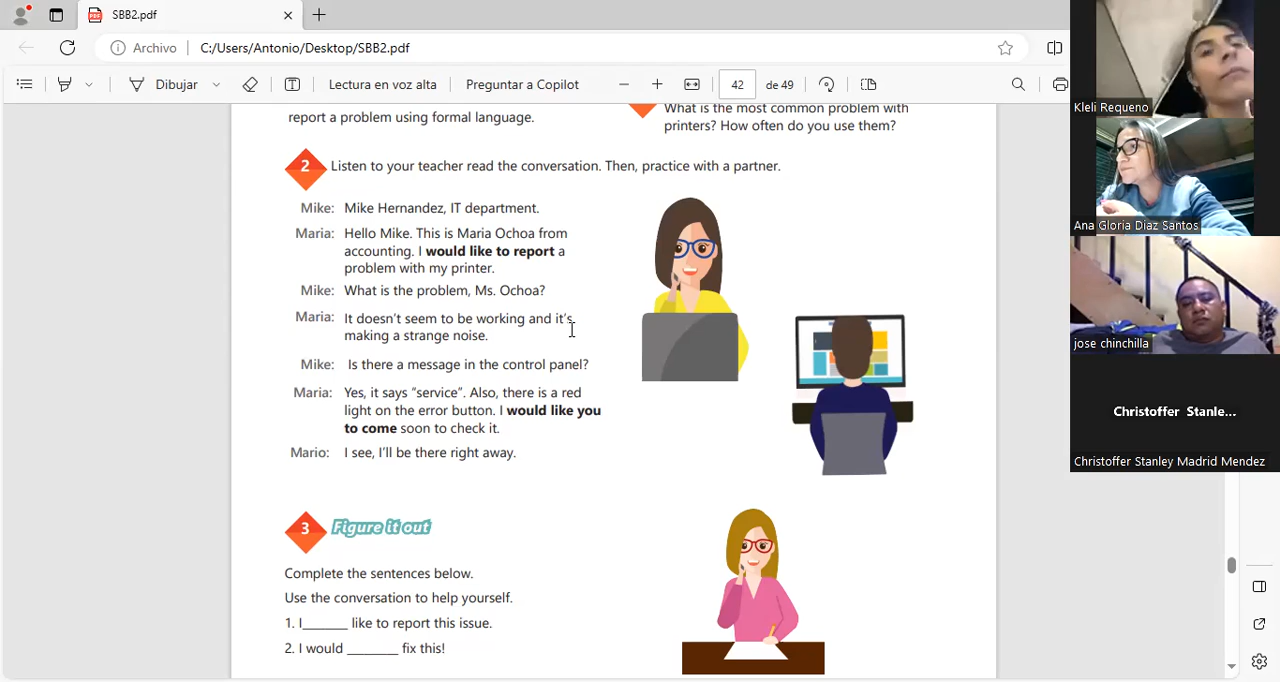 SBB2.pdf
Archivo
C:/Users/Antonio/Desktop/SBB2.pdf
Dibujar
Lectura en voz alta
Preguntar a Copilot
42
de 49
report a problem using formal language.
What is the most common problem with
printers? How often do you use them?
2
Listen to your teacher read the conversation. Then, practice with a partner.
Mike: Mike Hernandez, IT department.
Maria: Hello Mike. This is Maria Ochoa from
accounting. I would like to report a
problem with my printer.
Mike: What is the problem, Ms. Ochoa?
Maria: It doesn't seem to be working and it's
making a strange noise.
Mike: Is there a message in the control panel?
Maria: Yes, it says "service". Also, there is a red
light on the error button. I would like you
to come soon to check it.
Mario: I see, I'll be there right away.
3
Figure it out
Complete the sentences below.
Use the conversation to help yourself.
1. I_______ like to report this issue.
2. I would ________ fix this!
Kleli Requeno
Ana Gloria Diaz Santos
jose chinchilla
Christoffer Stanle...
Christoffer Stanley Madrid Mendez